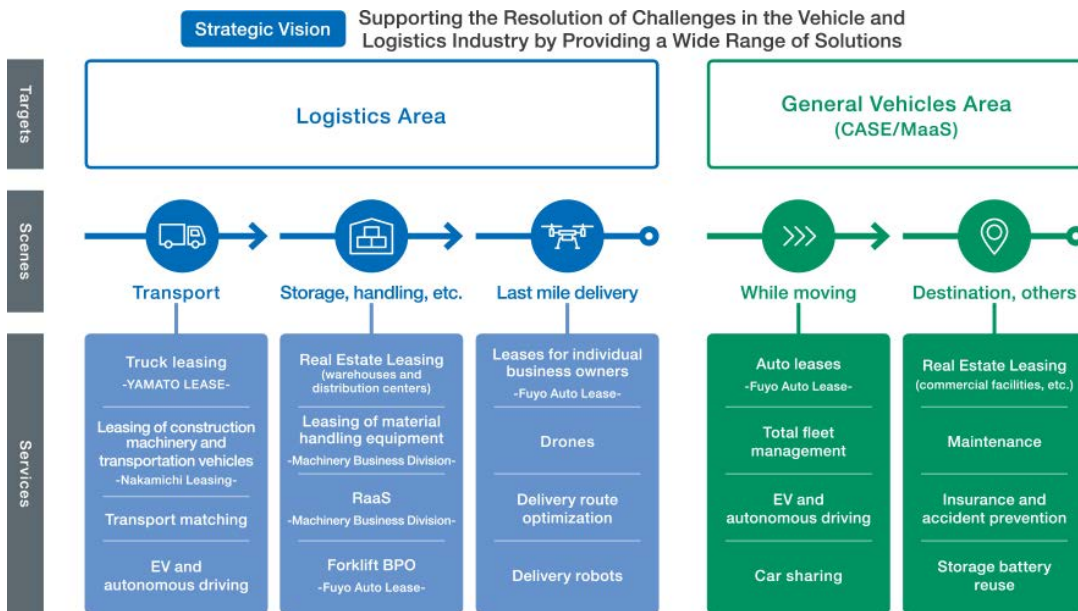 Strategic Vision
Supporting the Resolution of Challenges in the Vehicle and
Logistics Industry by Providing a Wide Range of Solutions
Targets
Logistics Area
General Vehicles Area
(CASE/MaaS)
Scenes
Transport
Storage, handling, etc.
Last mile delivery
While moving
Destination, others
Services
Truck leasing
-YAMATO LEASE-
Leasing of construction
machinery and
transportation vehicles
-Nakamichi Leasing-
Transport matching
EV and
autonomous driving
Real Estate Leasing
(warehouses and
distribution centers)
Leasing of material
handling equipment
-Machinery Business Division-
RaaS
-Machinery Business Division-
Forklift BPO
-Fuyo Auto Lease-
Leases for individual
business owners
-Fuyo Auto Lease-
Drones
Delivery route
optimization
Delivery robots
Auto leases
-Fuyo Auto Lease-
Total fleet
management
EV and
autonomous driving
Car sharing
Real Estate Leasing
(commercial facilities, etc.)
Maintenance
Insurance and
accident prevention
Storage battery
reuse